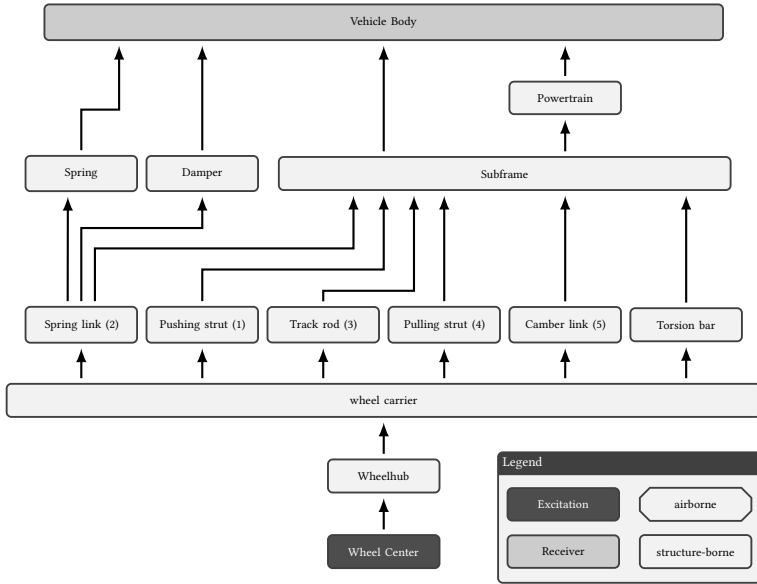 Vehicle Body
Powertrain
Spring
Damper
Subframe
Spring link (2)
Pushing strut (1)
Track rod (3)
Pulling strut (4)
Camber link (5)
Torsion bar
wheel carrier
Wheelhub
Wheel Center
Legend
Excitation
airborne
Receiver
structure-borne